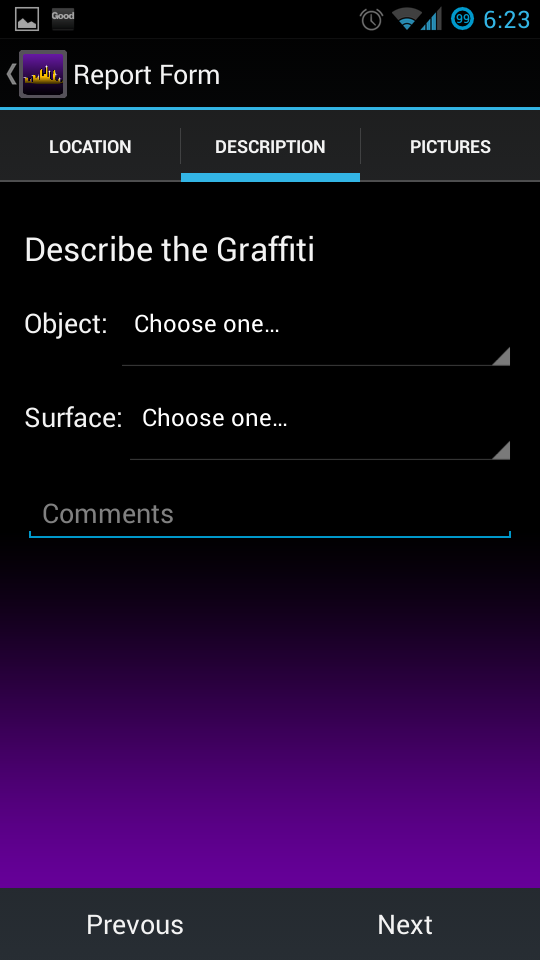 Good 99 6:23
Report Form
LOCATION DESCRIPTION PICTURES
Describe the Graffiti
Object: Choose one...
Surface: Choose one...
Comments
Prevous Next